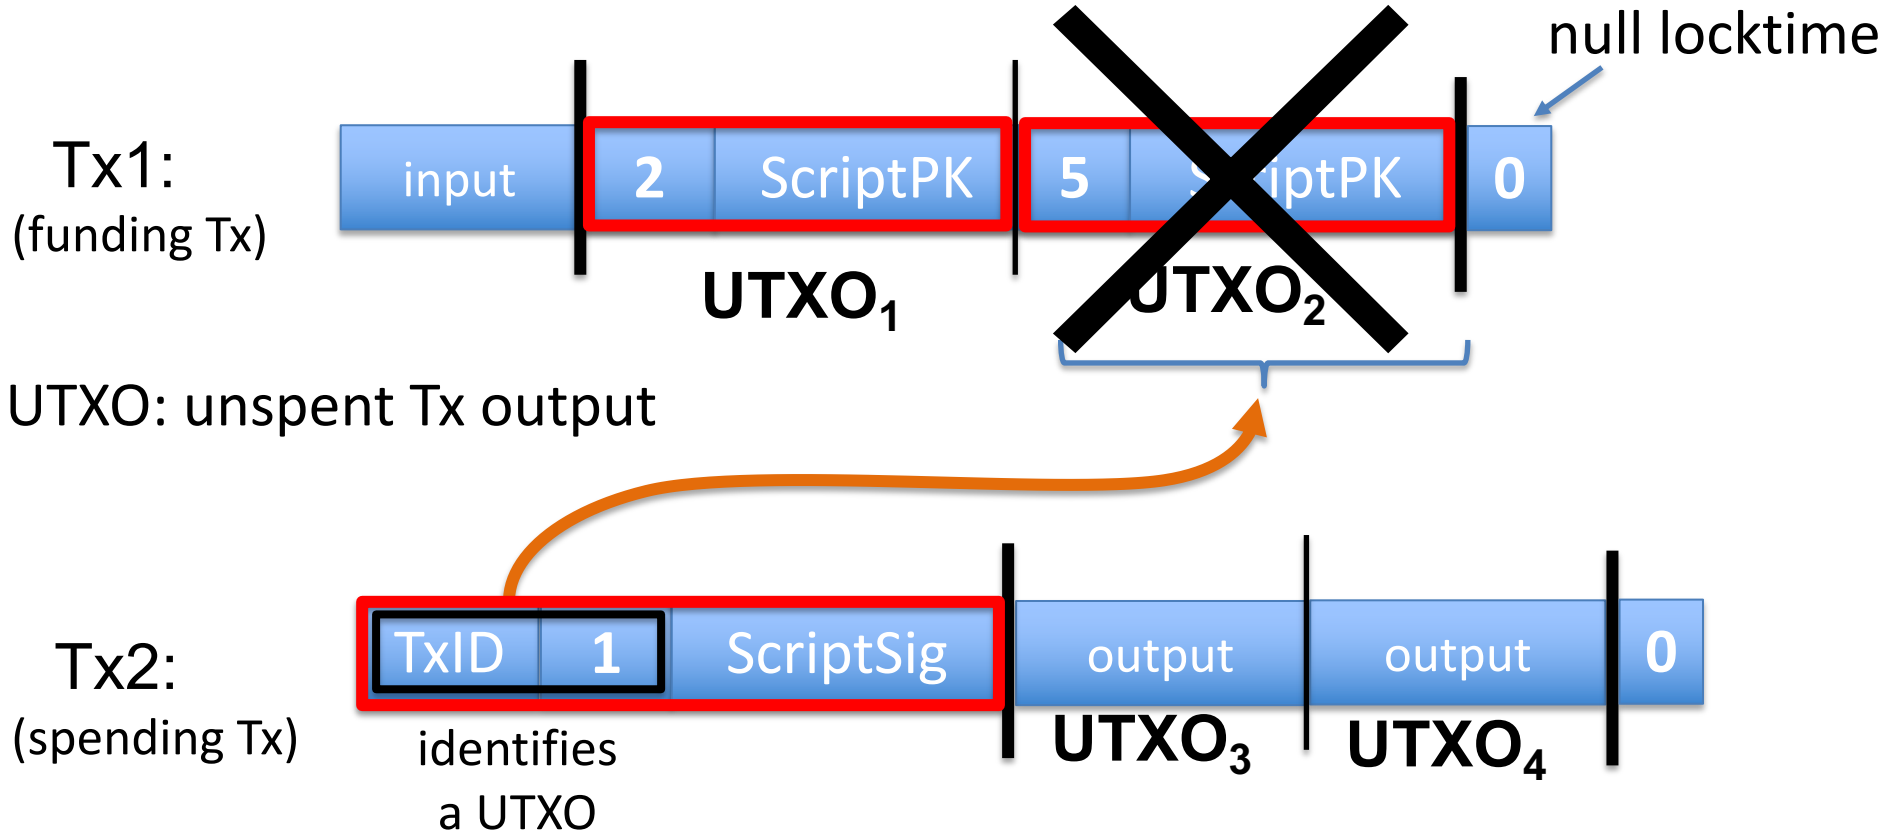 null locktime
Tx1:
(funding Tx)
input 2 ScriptPK 5 ScriptPK 0
UTXO1 UTXO2
UTXO: unspent Tx output
Tx2:
(spending Tx)
TxID 1 ScriptSig output output 0
identifies
a UTXO
UTXO3 UTXO4